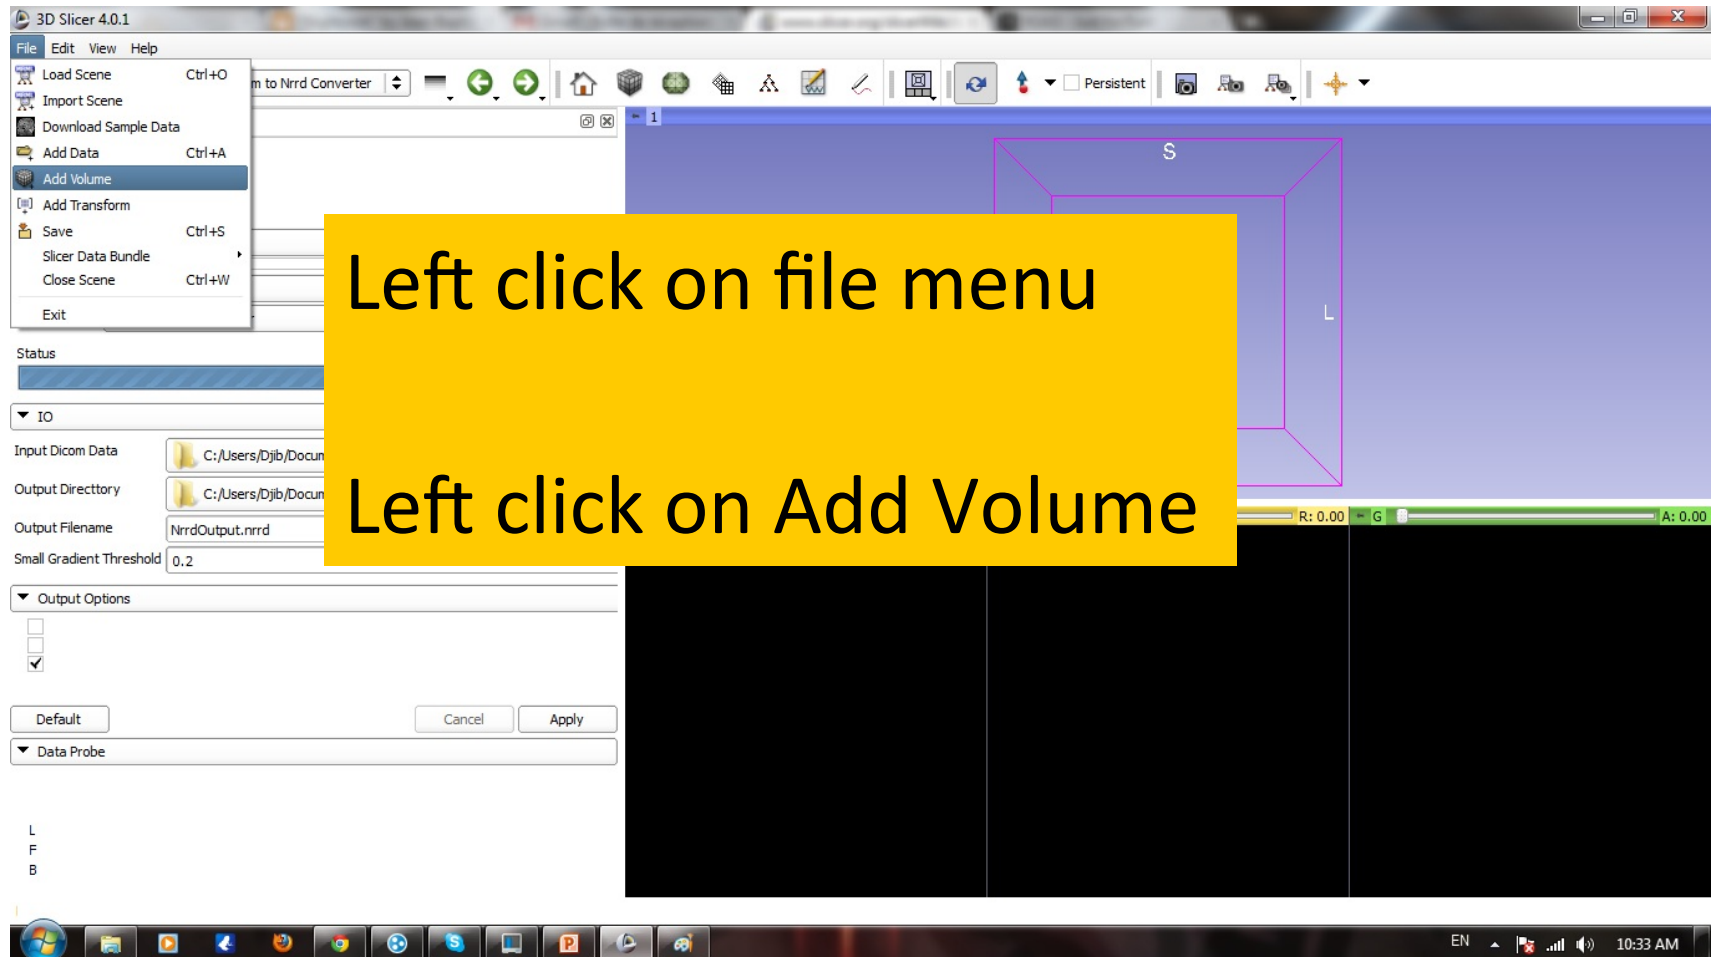 3D Slicer 4.0.1
File Edit View Help
Load Scene Ctrl+O
Import Scene
Download Sample Data
Add Data Ctrl+A
Add Volume
Add Transform
Save Ctrl+S
Slicer Data Bundle
Close Scene Ctrl+W
Exit
m to Nrrd Converter
Persistent
1
S
L
Left click on file menu
Left click on Add Volume
Status
IO
Input Dicom Data C:/Users/Djib/Docum
Output Directtory C:/Users/Djib/Docum
Output Filename NrrdOutput.nrrd
Small Gradient Threshold 0.2
R: 0.00 G A: 0.00
Output Options
Default Cancel Apply
Data Probe
L
F
B
EN 10:33 AM